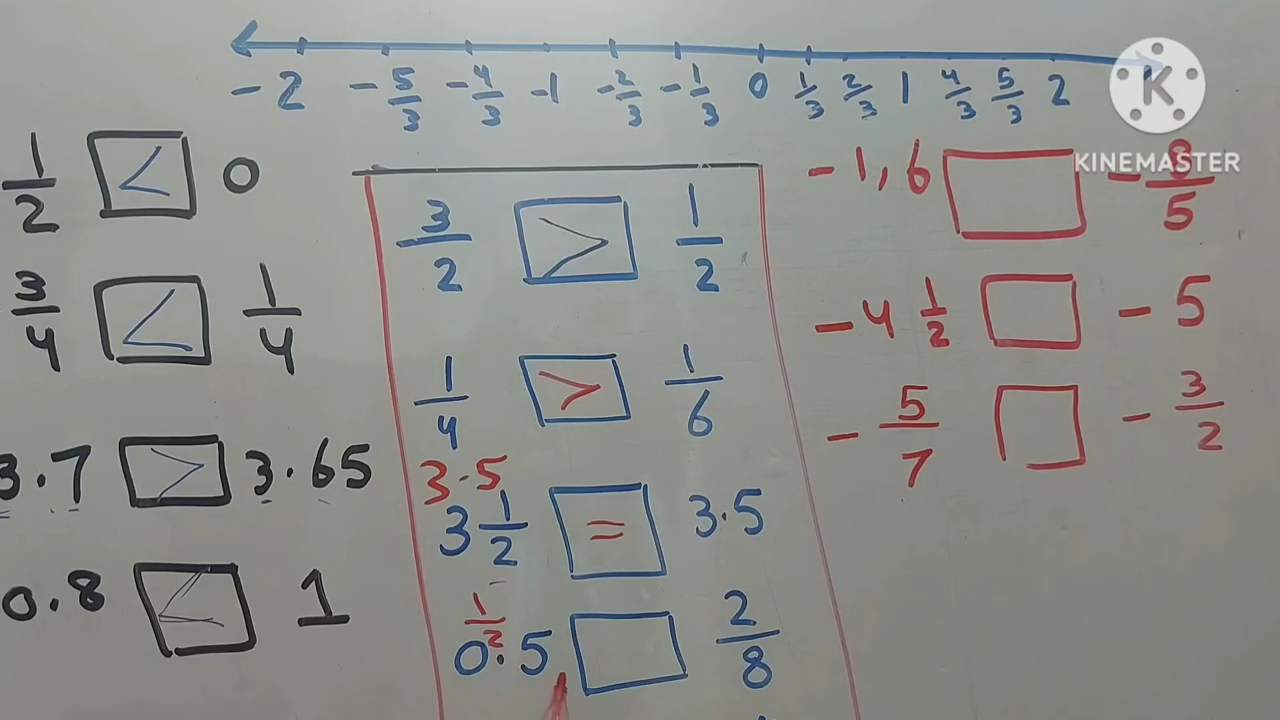 -2 -5/3 -4/3 -1 -2/3 -1/3 0 1/3 2/3 1 4/3 5/3 2
K
KINEMASTER
1/2 < 0
3/4 < 1/4
3.7 > 3.65
0.8 < 1
3/2 > 1/2
1/4 > 1/6
3.5
3 1/2 = 3.5
1/2
0.5 2/8
-1,6 -8/5
-4 1/2 -5
-5/7 -3/2